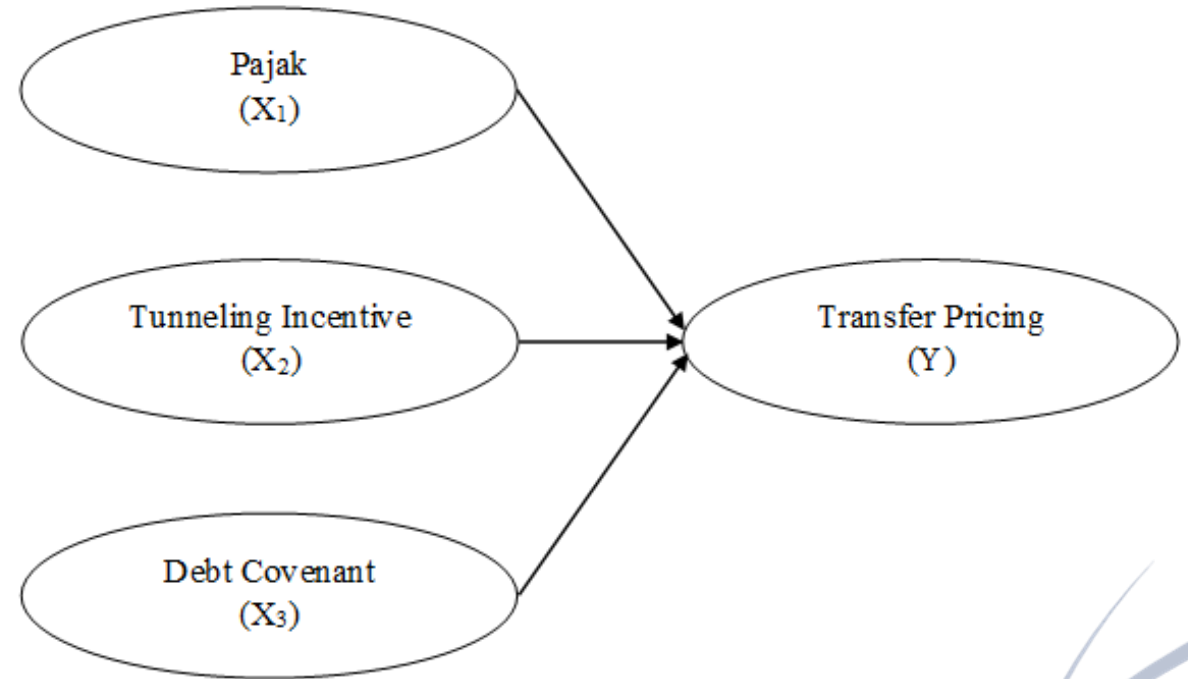 Pajak
(X₁)
Tunneling Incentive
(X₂)
Transfer Pricing
(Y)
Debt Covenant
(X₃)